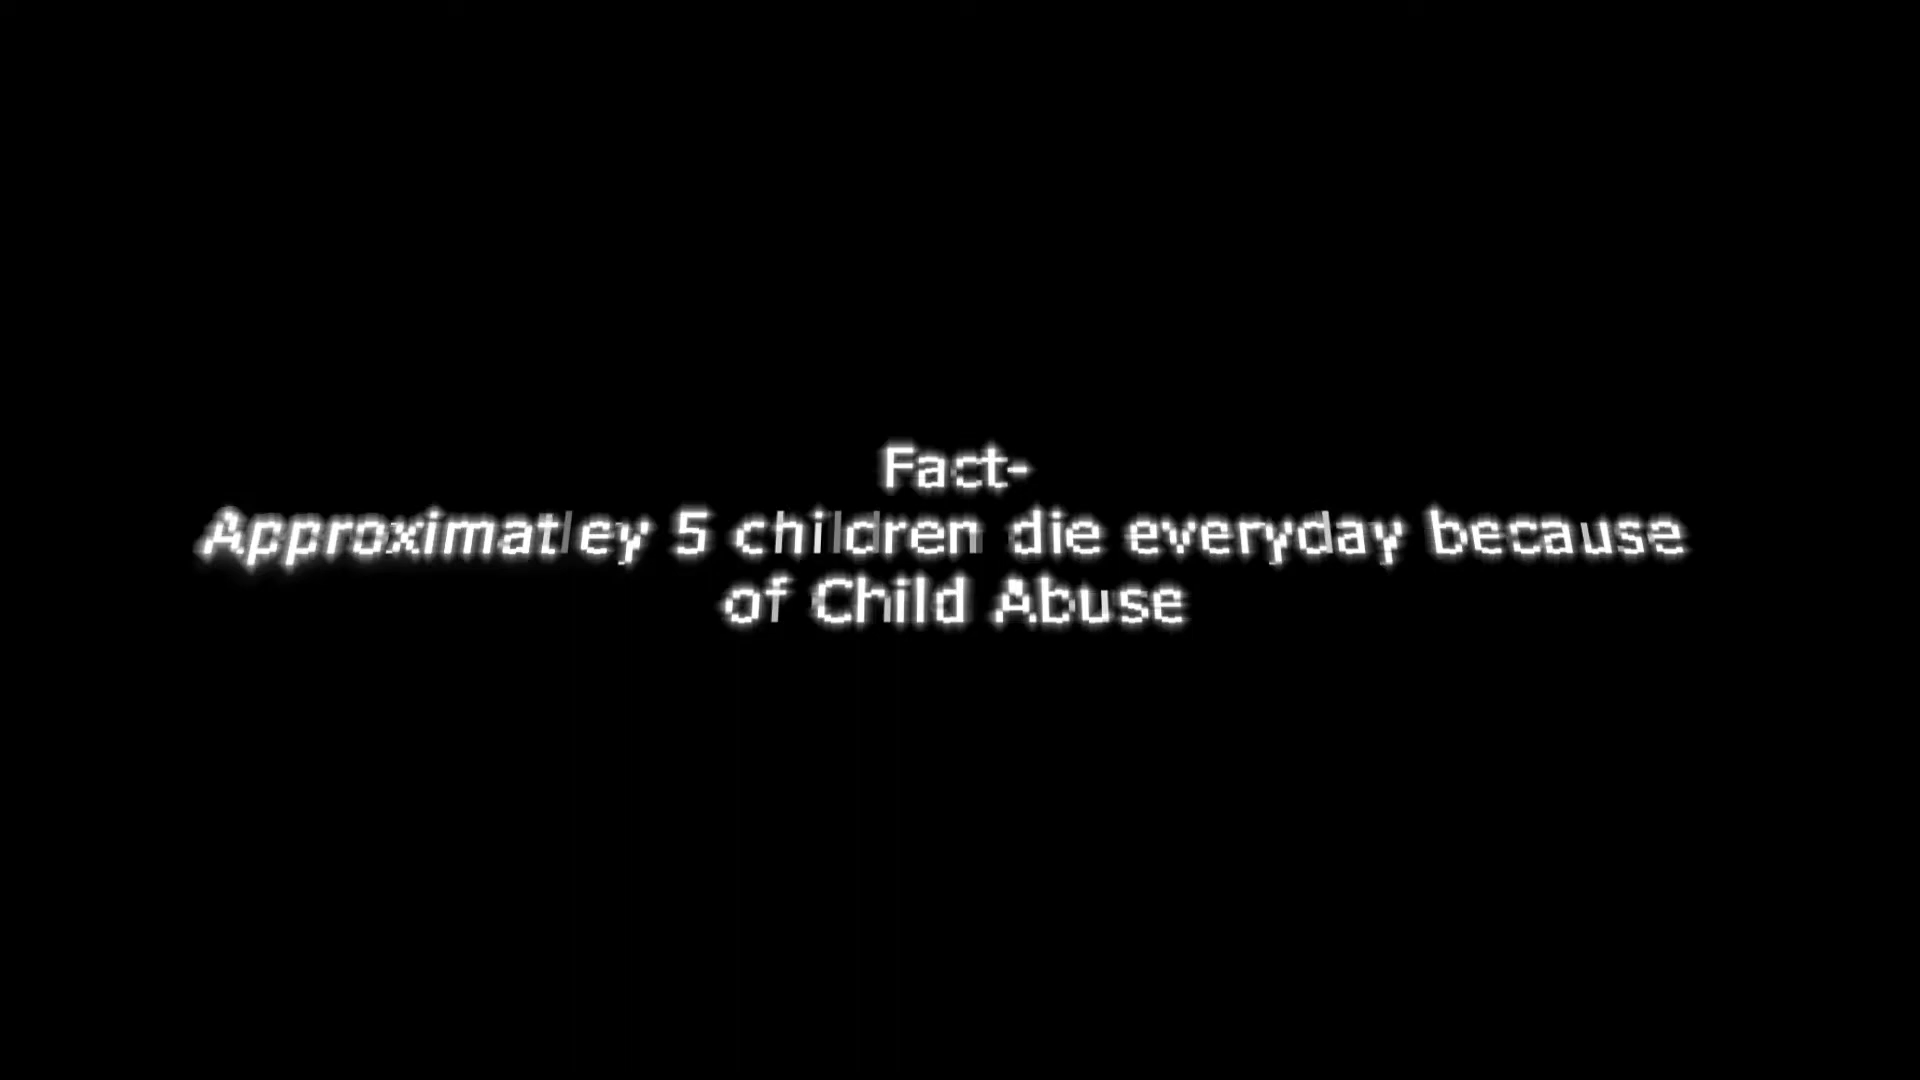 Fact-
Approximatley 5 children die everyday because
of Child Abuse